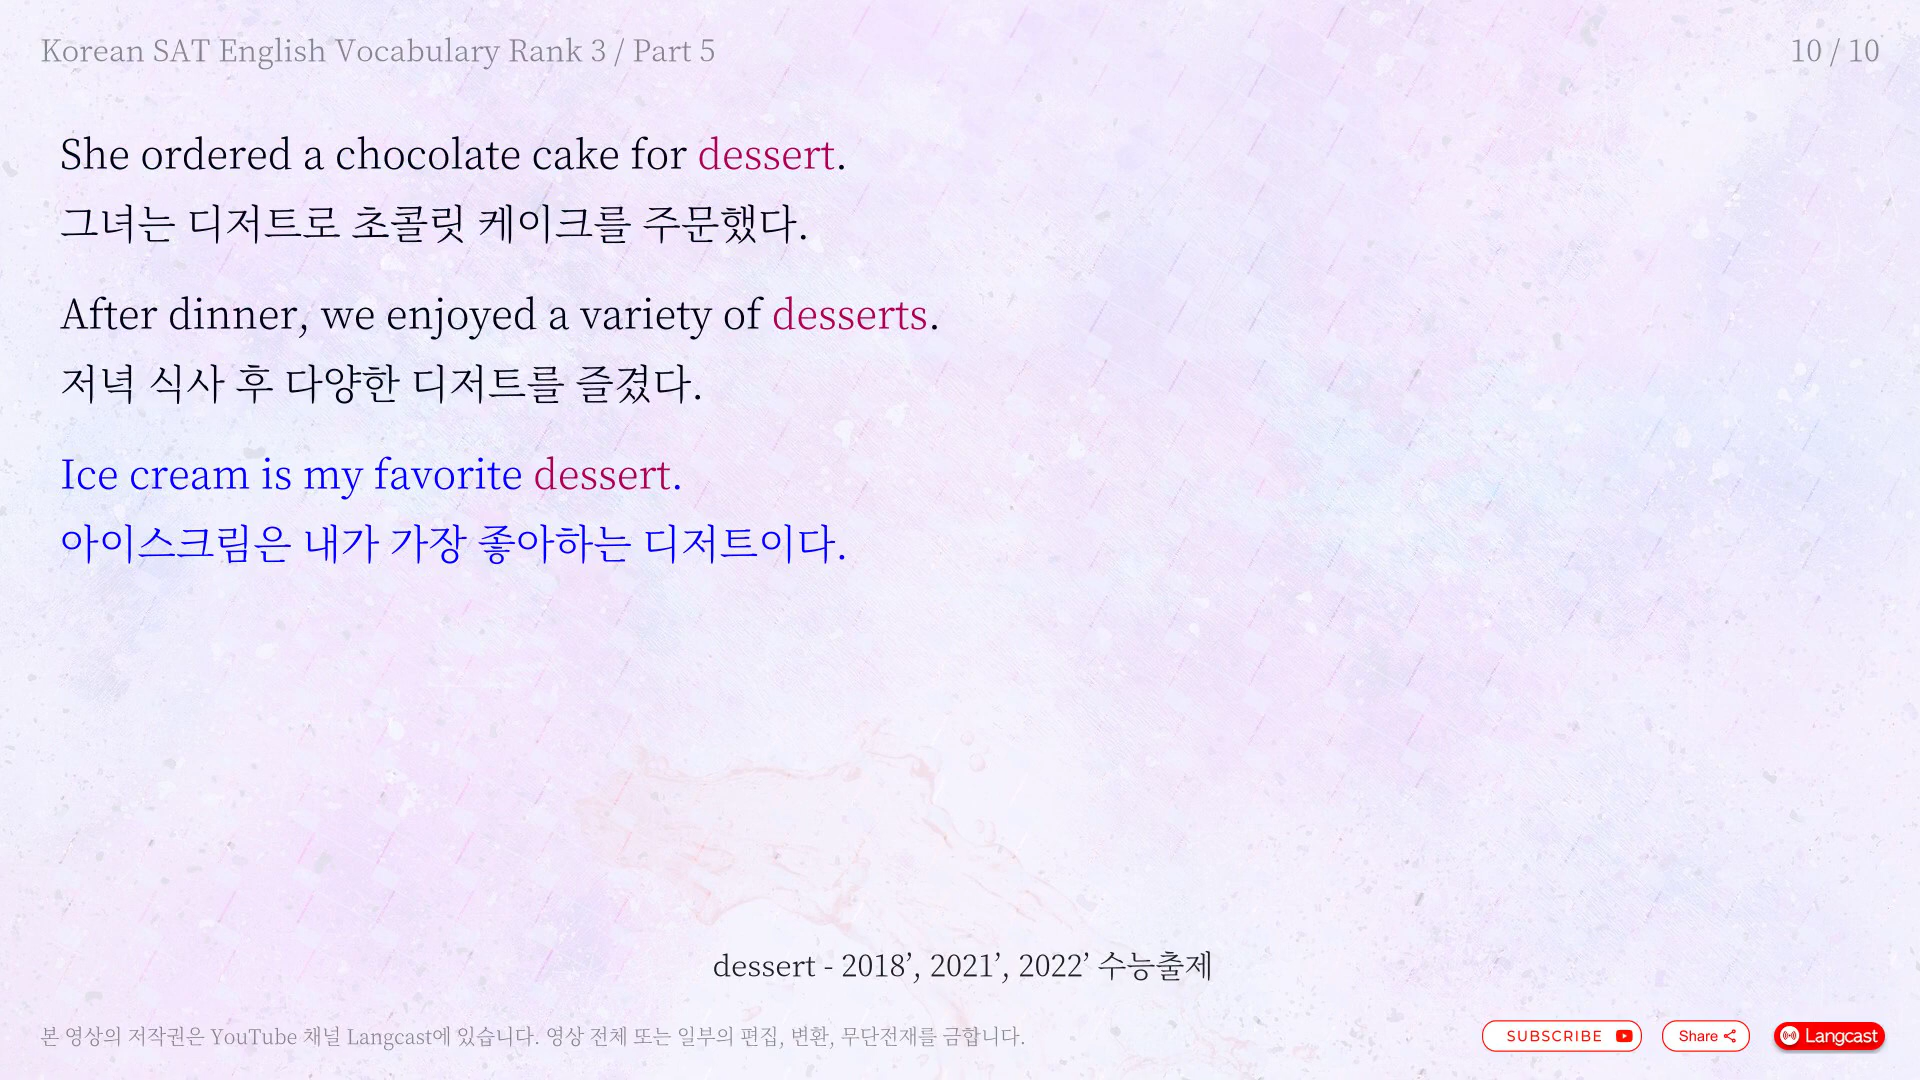 Korean SAT English Vocabulary Rank 3 / Part 5
10 / 10
She ordered a chocolate cake for dessert.
그녀는 디저트로 초콜릿 케이크를 주문했다.
After dinner, we enjoyed a variety of desserts.
저녁 식사 후 다양한 디저트를 즐겼다.
Ice cream is my favorite dessert.
아이스크림은 내가 가장 좋아하는 디저트이다.
dessert - 2018’, 2021’, 2022’ 수능출제
본 영상의 저작권은 YouTube 채널 Langcast에 있습니다. 영상 전체 또는 일부의 편집, 변환, 무단전재를 금합니다.
SUBSCRIBE
Share
Langcast